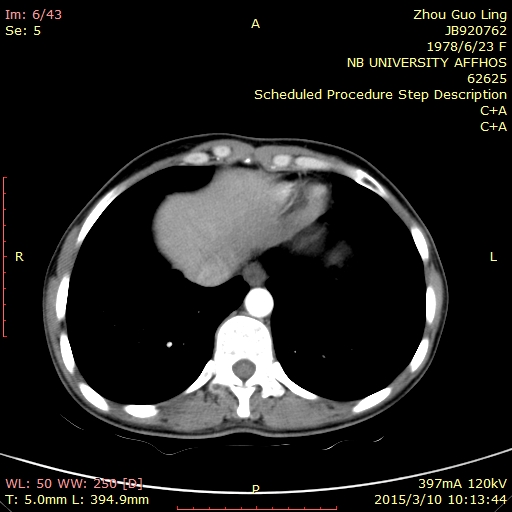 Im: 6/43
Se: 5
A
Zhou Guo Ling
JB920762
1978/6/23 F
NB UNIVERSITY AFFHOS
62625
Scheduled Procedure Step Description
C+A
C+A
R
L
WL: 50 WW: 250 [D]
T: 5.0mm L: 394.9mm
P
397mA 120kV
2015/3/10 10:13:44